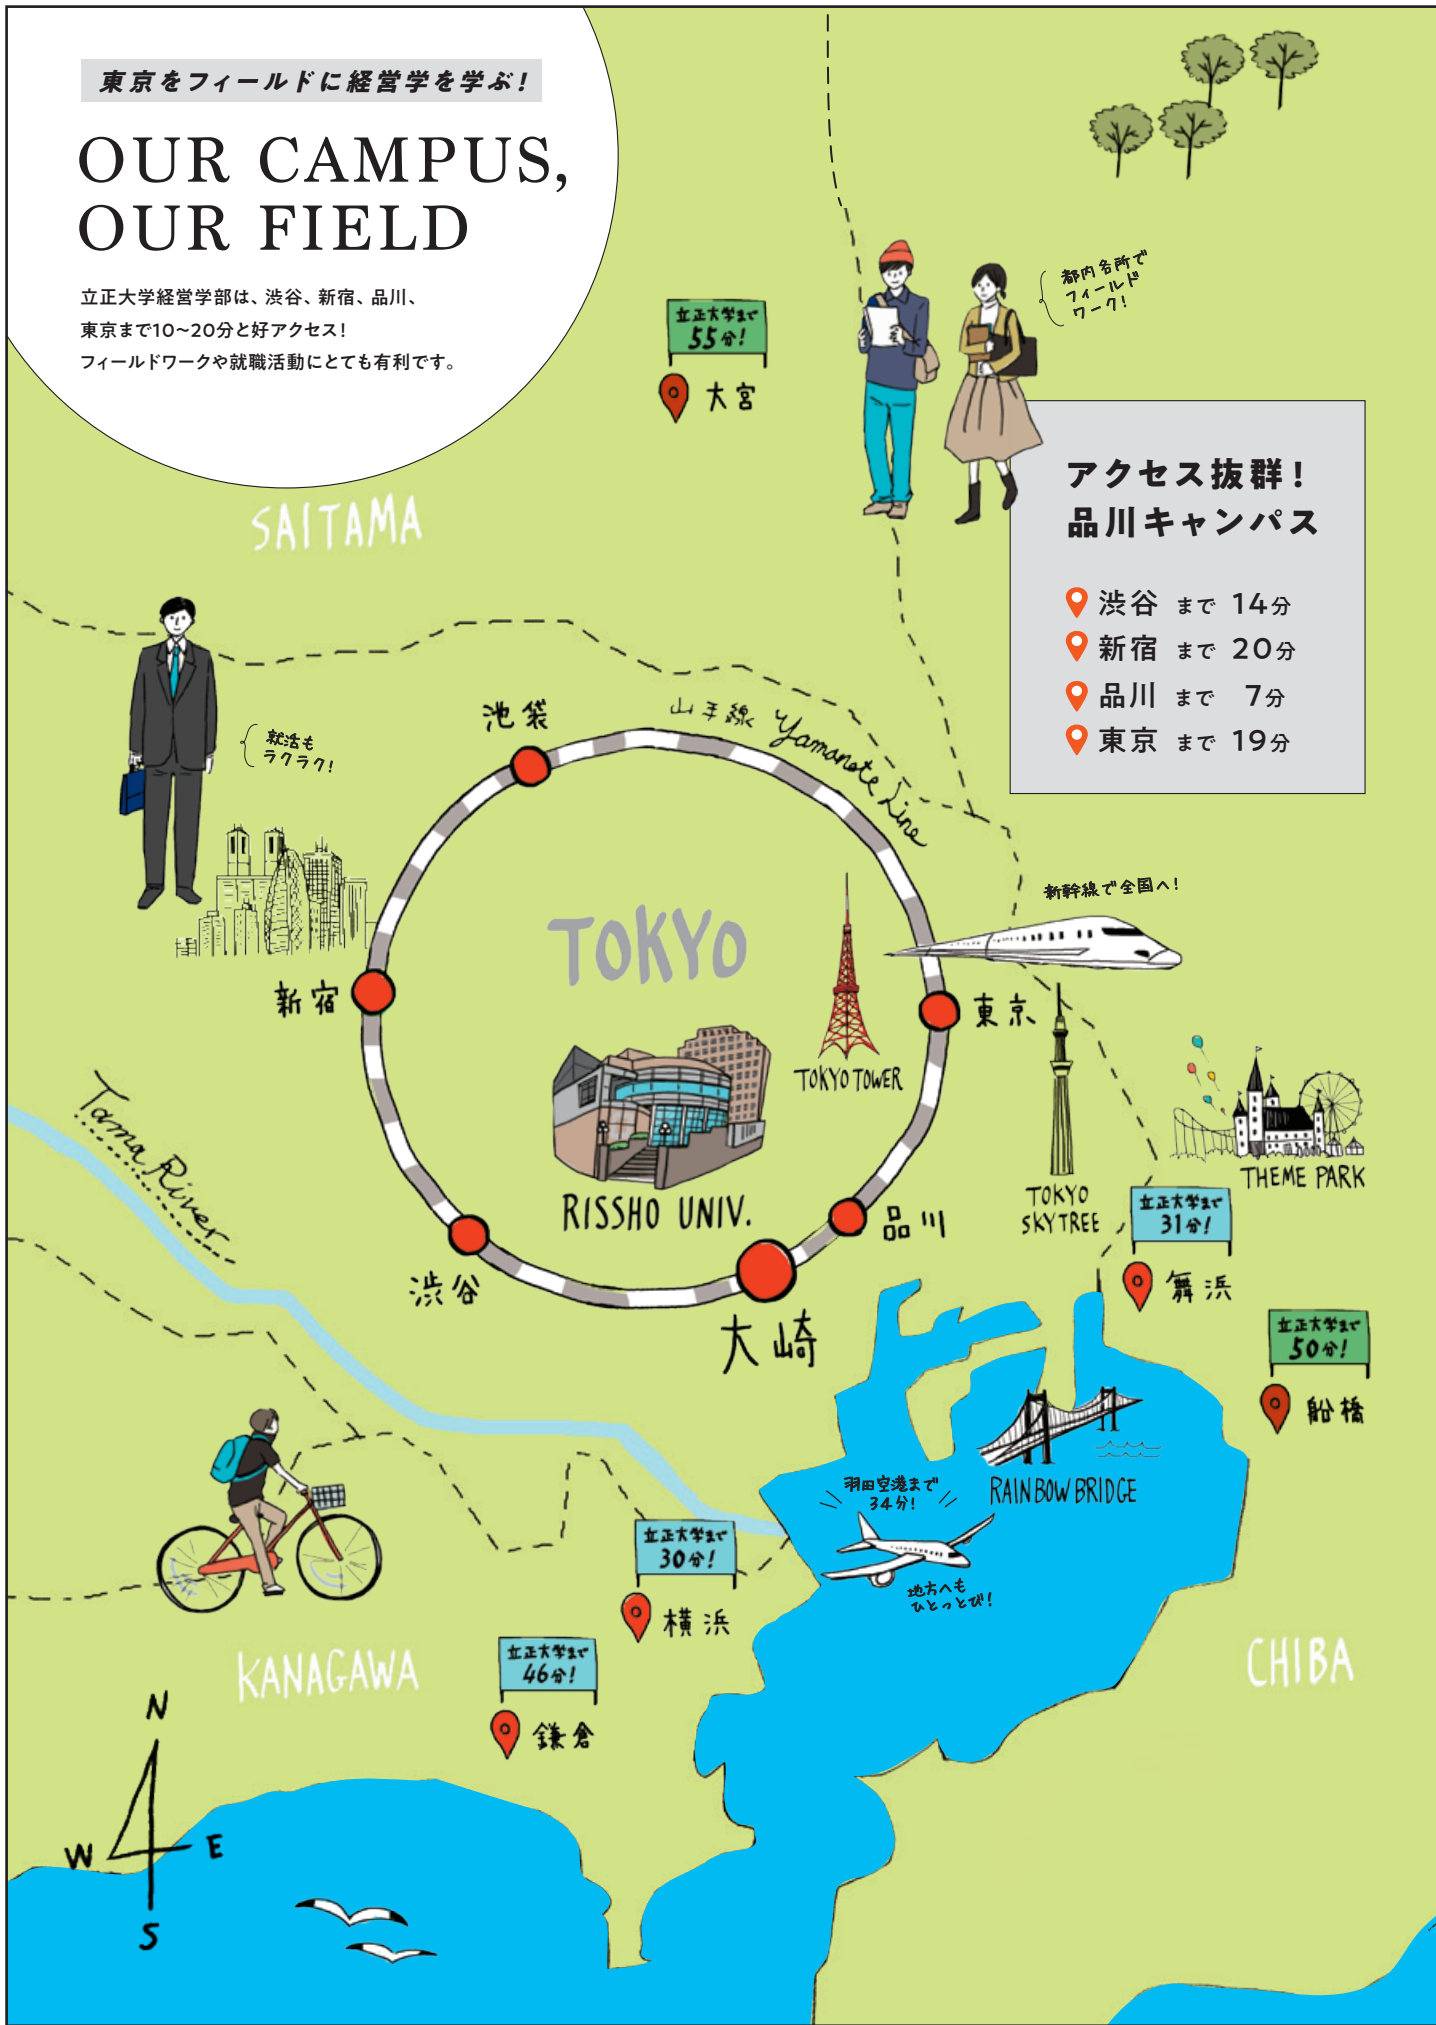 東京をフィールドに経営学を学ぶ!
OUR CAMPUS,
OUR FIELD
立正大学経営学部は、渋谷、新宿、品川、
東京まで10~20分と好アクセス!
フィールドワークや就職活動にとても有利です。
都内名所で
フィールド
ワーク!
立正大学まで
55分!
大宮
アクセス抜群!
品川キャンパス
渋谷 まで 14分
新宿 まで 20分
品川 まで 7分
東京 まで 19分
SAITAMA
就活も
ラクラク!
池袋
山手線 Yamanote Line
新幹線で全国へ!
TOKYO
新宿
東京
TOKYO TOWER
Tama River
RISSHO UNIV.
TOKYO
SKYTREE
THEME PARK
立正大学まで
31分!
舞浜
品川
渋谷
大崎
立正大学まで
50分!
船橋
RAINBOW BRIDGE
羽田空港まで
34分!
地方へも
ひとっとび!
立正大学まで
30分!
横浜
立正大学まで
46分!
鎌倉
KANAGAWA
CHIBA
N
W
E
S